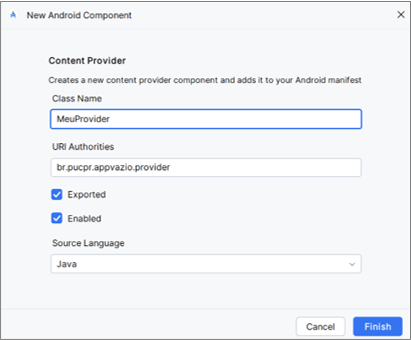 New Android Component
Content Provider
Creates a new content provider component and adds it to your Android manifest
Class Name
MeuProvider
URI Authorities
br.pucpr.appvazio.provider
Exported
Enabled
Source Language
Java
Cancel
Finish